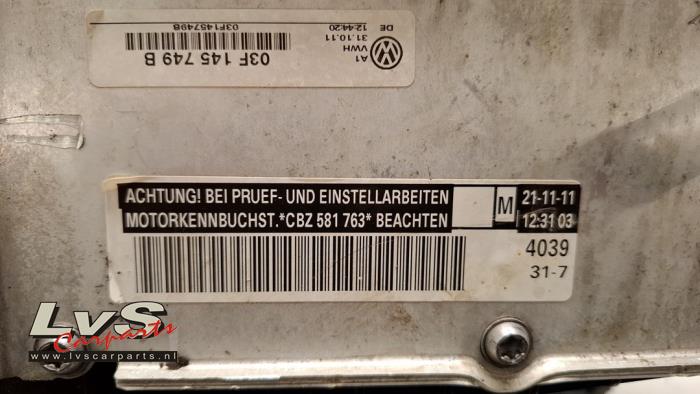 03F 145 749 B
03F145749B
A1
VWH
31.10.11
12:44:20
DE
ACHTUNG! BEI PRUEF- UND EINSTELLARBEITEN M 21-11-11
MOTORKENNBUCHST.*CBZ 581 763* BEACHTEN 12:31 03
4039
31-7
LvS
Carparts
www.lvscarparts.nl